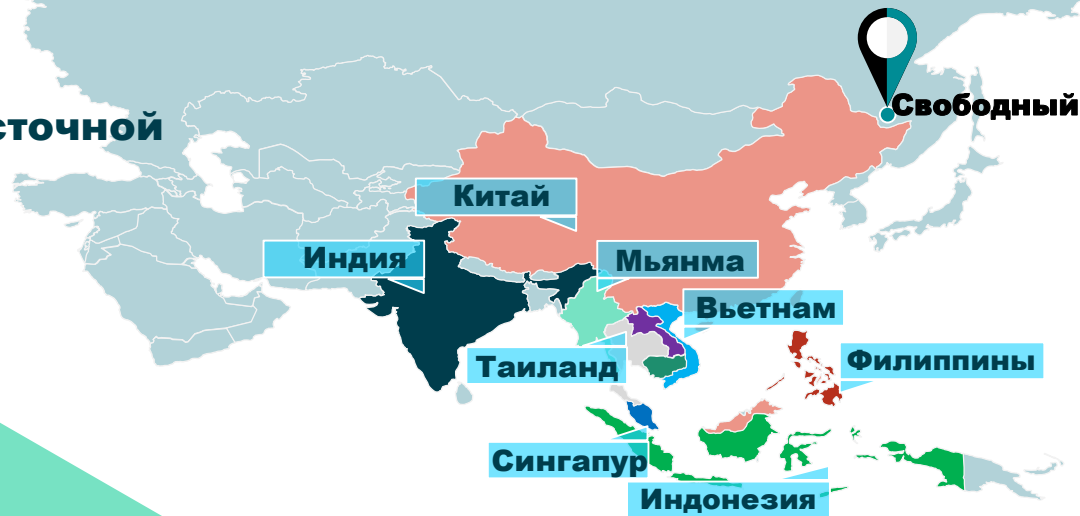 Свободный
сточной
Китай
Индия
Мьянма
Вьетнам
Таиланд
Филиппины
Сингапур
Индонезия